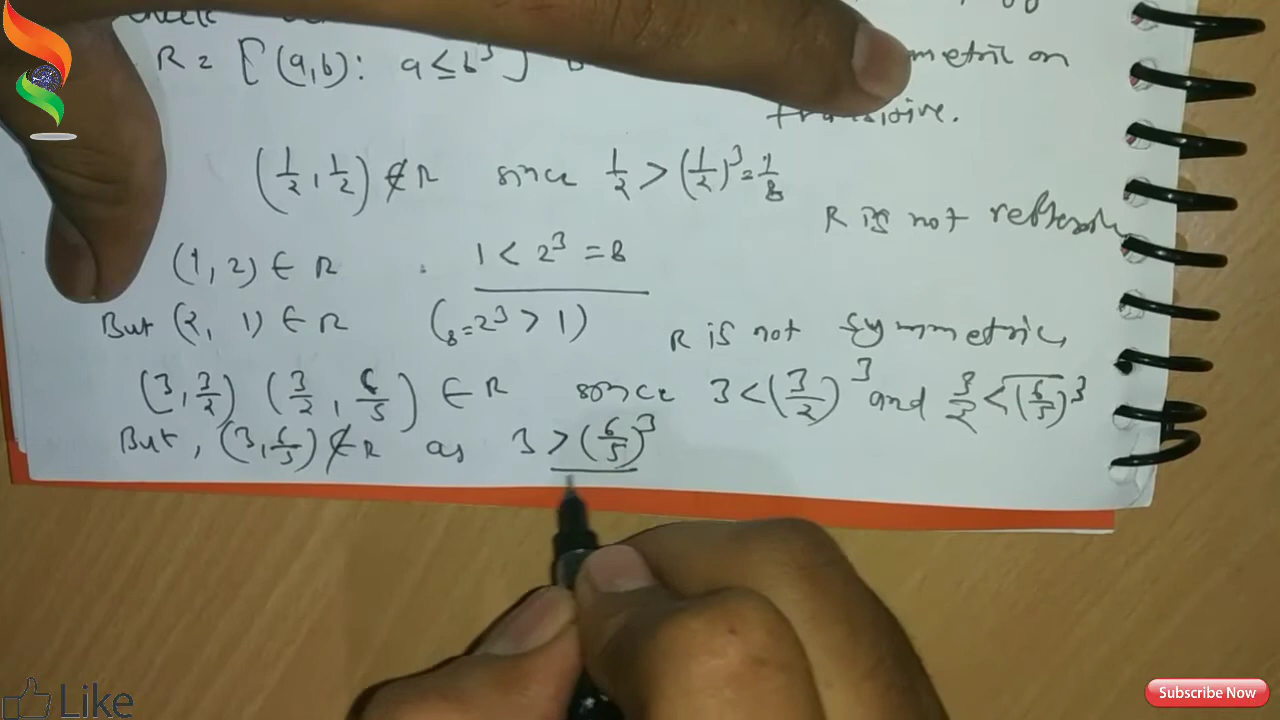 R = [(a,b): a ≤ b³]
metric on
transitive.
(1/2, 1/2) ∉ R since 1/2 > (1/2)³ = 1/8
R is not
(1, 2) ∈ R 1 < 2³ = 8
But (2, 1) ∈ R (8=2³ > 1) R is not symmetric,
(3, 3/2) (3/2, 6/5) ∈ R since 3 < (3/2)³ and 3/2 < (6/5)³
But, (3, 6/5) ∉ R as 3 > (6/5)³
Like
Subscribe Now